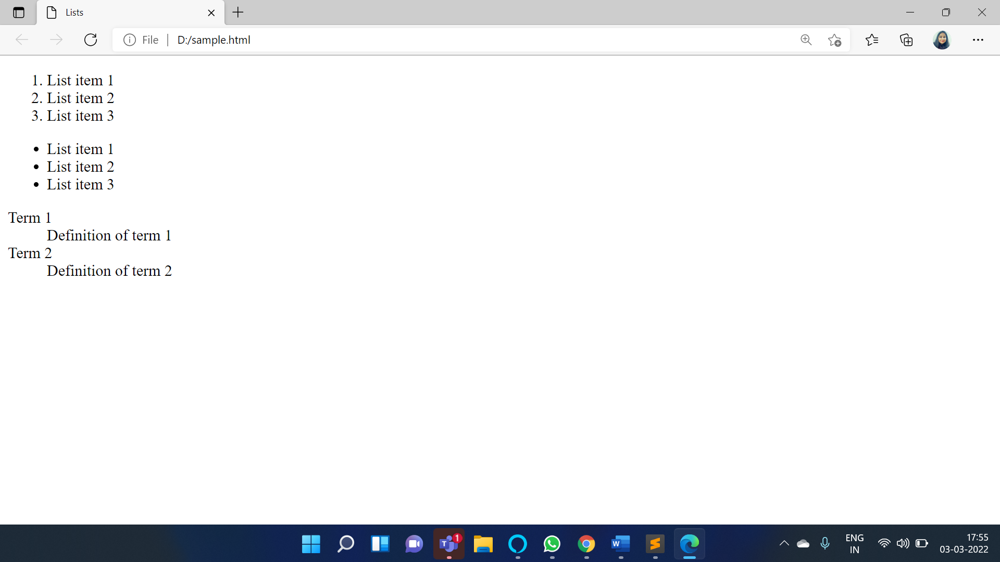 Lists
File
D:/sample.html
1. List item 1
2. List item 2
3. List item 3
• List item 1
• List item 2
• List item 3
Term 1
Definition of term 1
Term 2
Definition of term 2
T 1
W
ENG
IN
17:55
03-03-2022